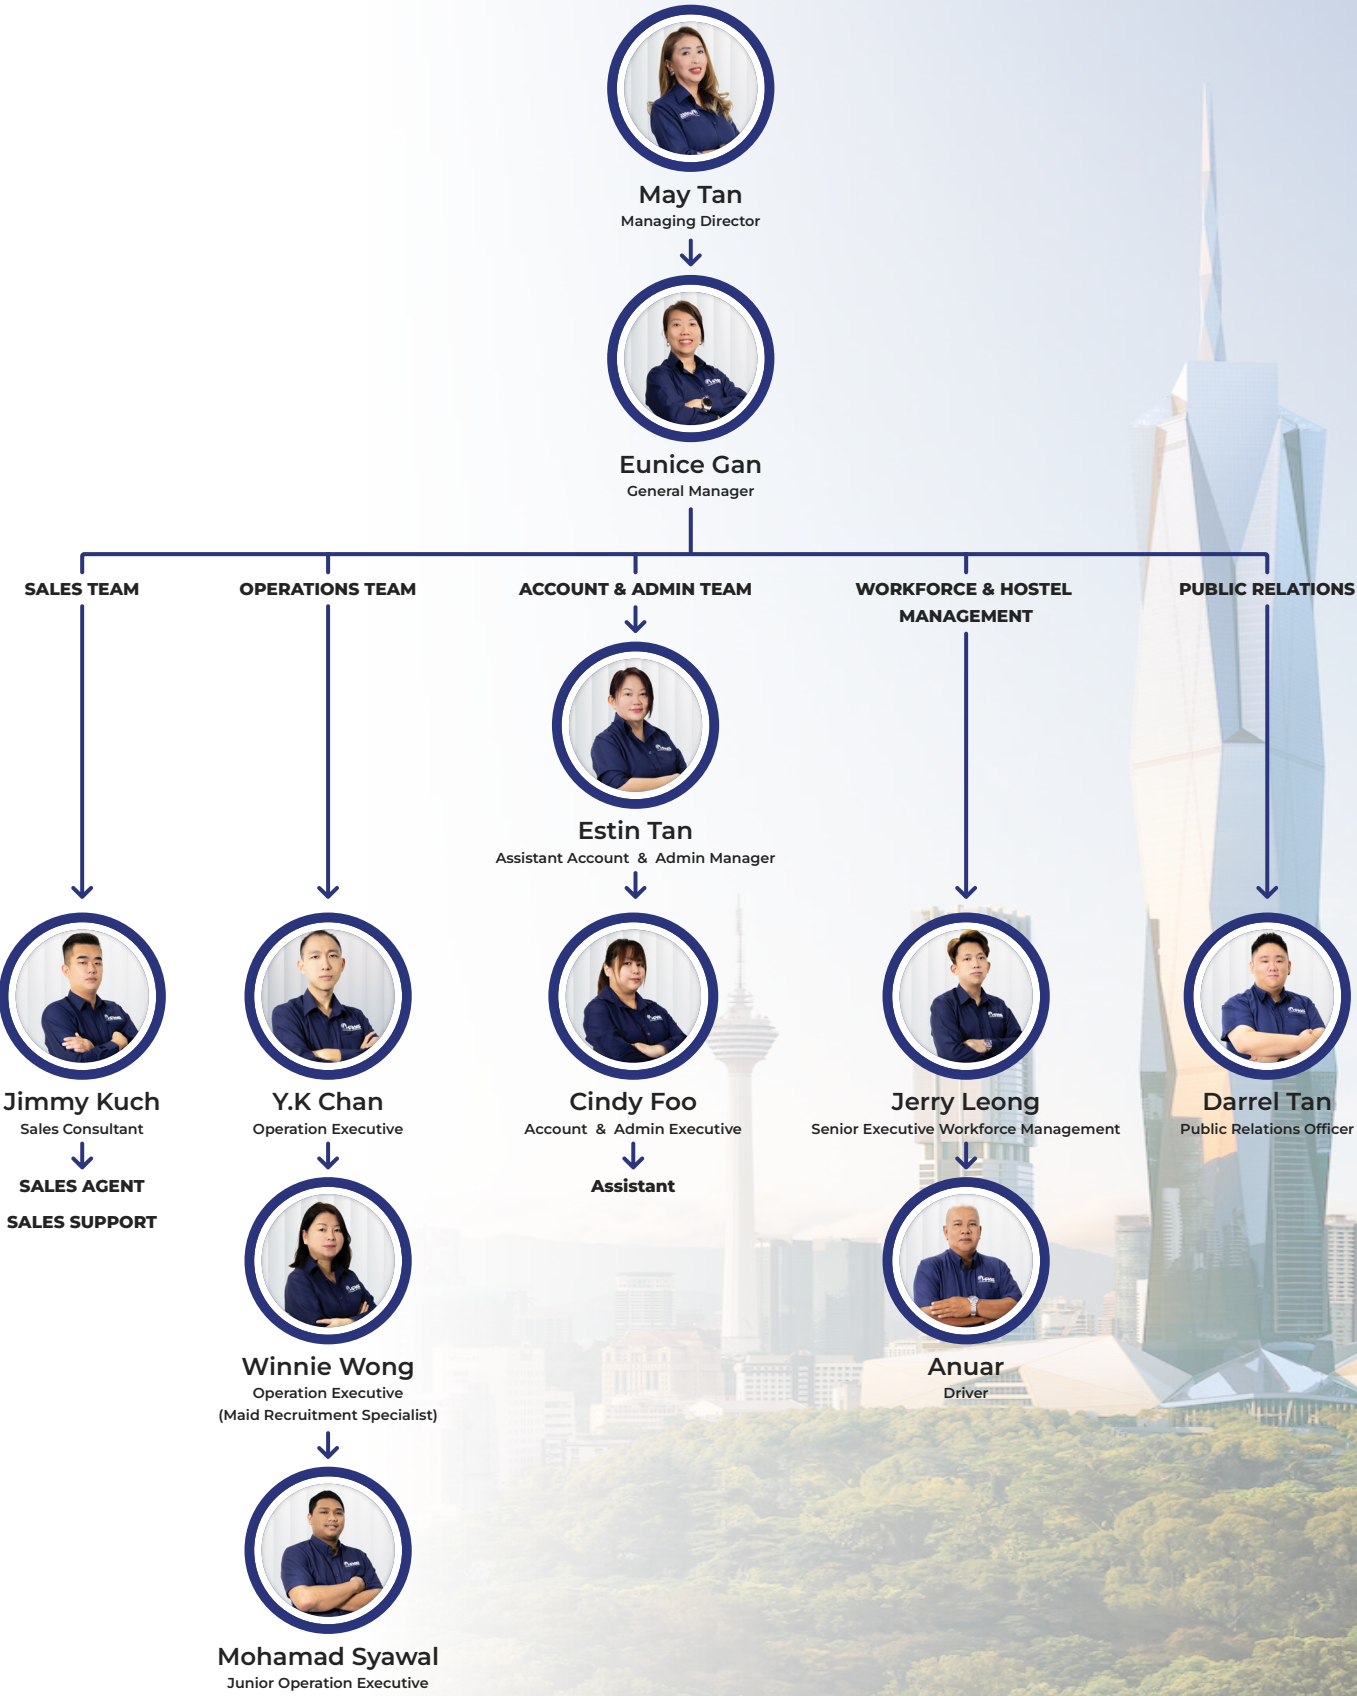 May Tan
Managing Director
Eunice Gan
General Manager
SALES TEAM
OPERATIONS TEAM
ACCOUNT & ADMIN TEAM
WORKFORCE & HOSTEL
MANAGEMENT
PUBLIC RELATIONS
Estin Tan
Assistant Account & Admin Manager
Jimmy Kuch
Sales Consultant
SALES AGENT
SALES SUPPORT
Y.K Chan
Operation Executive
Winnie Wong
Operation Executive
(Maid Recruitment Specialist)
Mohamad Syawal
Junior Operation Executive
Cindy Foo
Account & Admin Executive
Assistant
Jerry Leong
Senior Executive Workforce Management
Anuar
Driver
Darrel Tan
Public Relations Officer